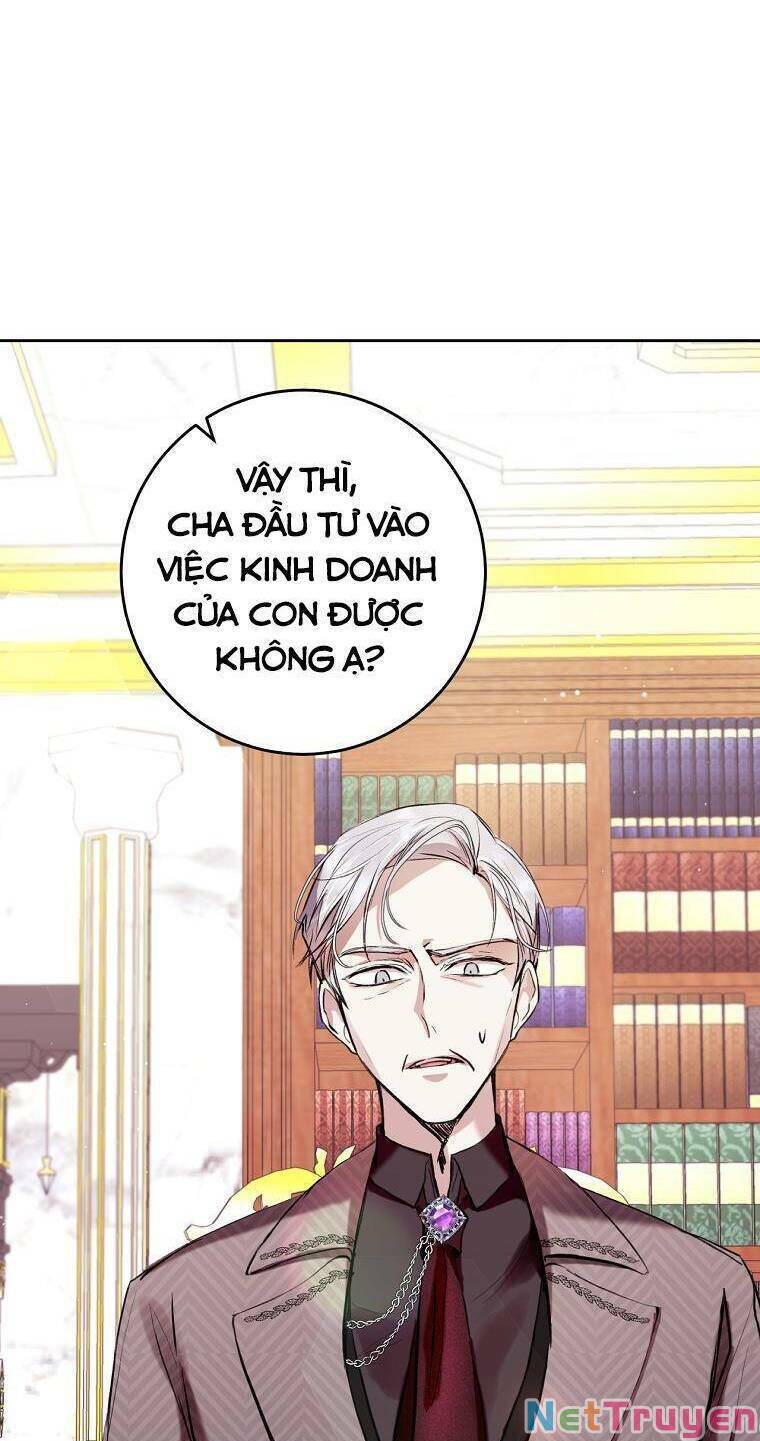 VẬY THÌ,
CHA ĐẦU TƯ VÀO
VIỆC KINH DOANH
CỦA CON ĐƯỢC
KHÔNG Ạ?
NetTruyen